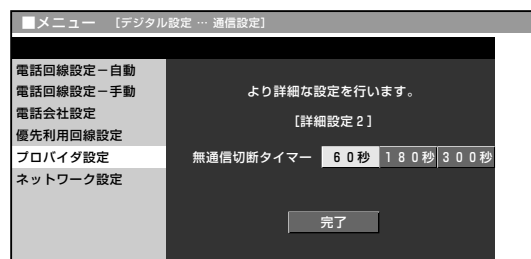 ■メニュー [デジタル設定 … 通信設定]
電話回線設定－自動
電話回線設定－手動
電話会社設定
優先利用回線設定
プロバイダ設定
ネットワーク設定
より詳細な設定を行います。
[詳細設定２]
無通信切断タイマー ６０秒 １８０秒 ３００秒
完了